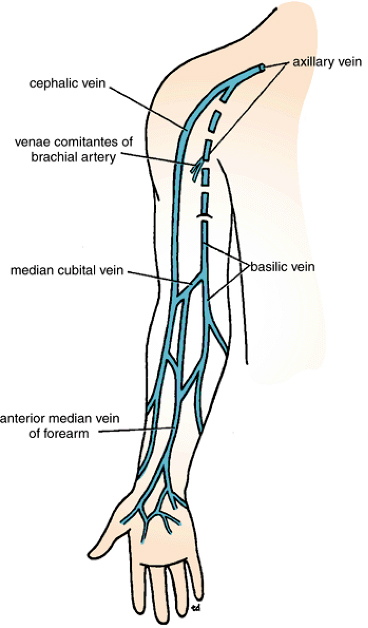 axillary vein
cephalic vein
venae comitantes of
brachial artery
median cubital vein
basilic vein
anterior median vein
of forearm
td